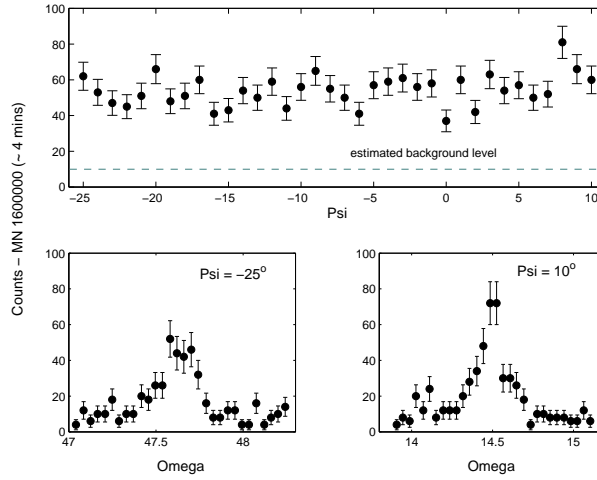 100
80
60
40
20
0
−25 −20 −15 −10 −5 0 5 10
estimated background level
Psi
Counts − MN 1600000 (~ 4 mins)
100
80
60
40
20
0
47 47.5 48
Psi = −25°
Omega
100
80
60
40
20
0
14 14.5 15
Psi = 10°
Omega